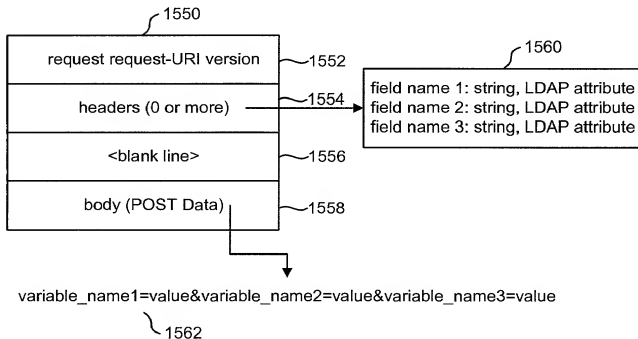 1550
request request-URI version
1552
1560
headers (0 or more)
1554
field name 1: string, LDAP attribute
field name 2: string, LDAP attribute
field name 3: string, LDAP attribute
<blank line>
1556
body (POST Data)
1558
variable_name1=value&variable_name2=value&variable_name3=value
1562